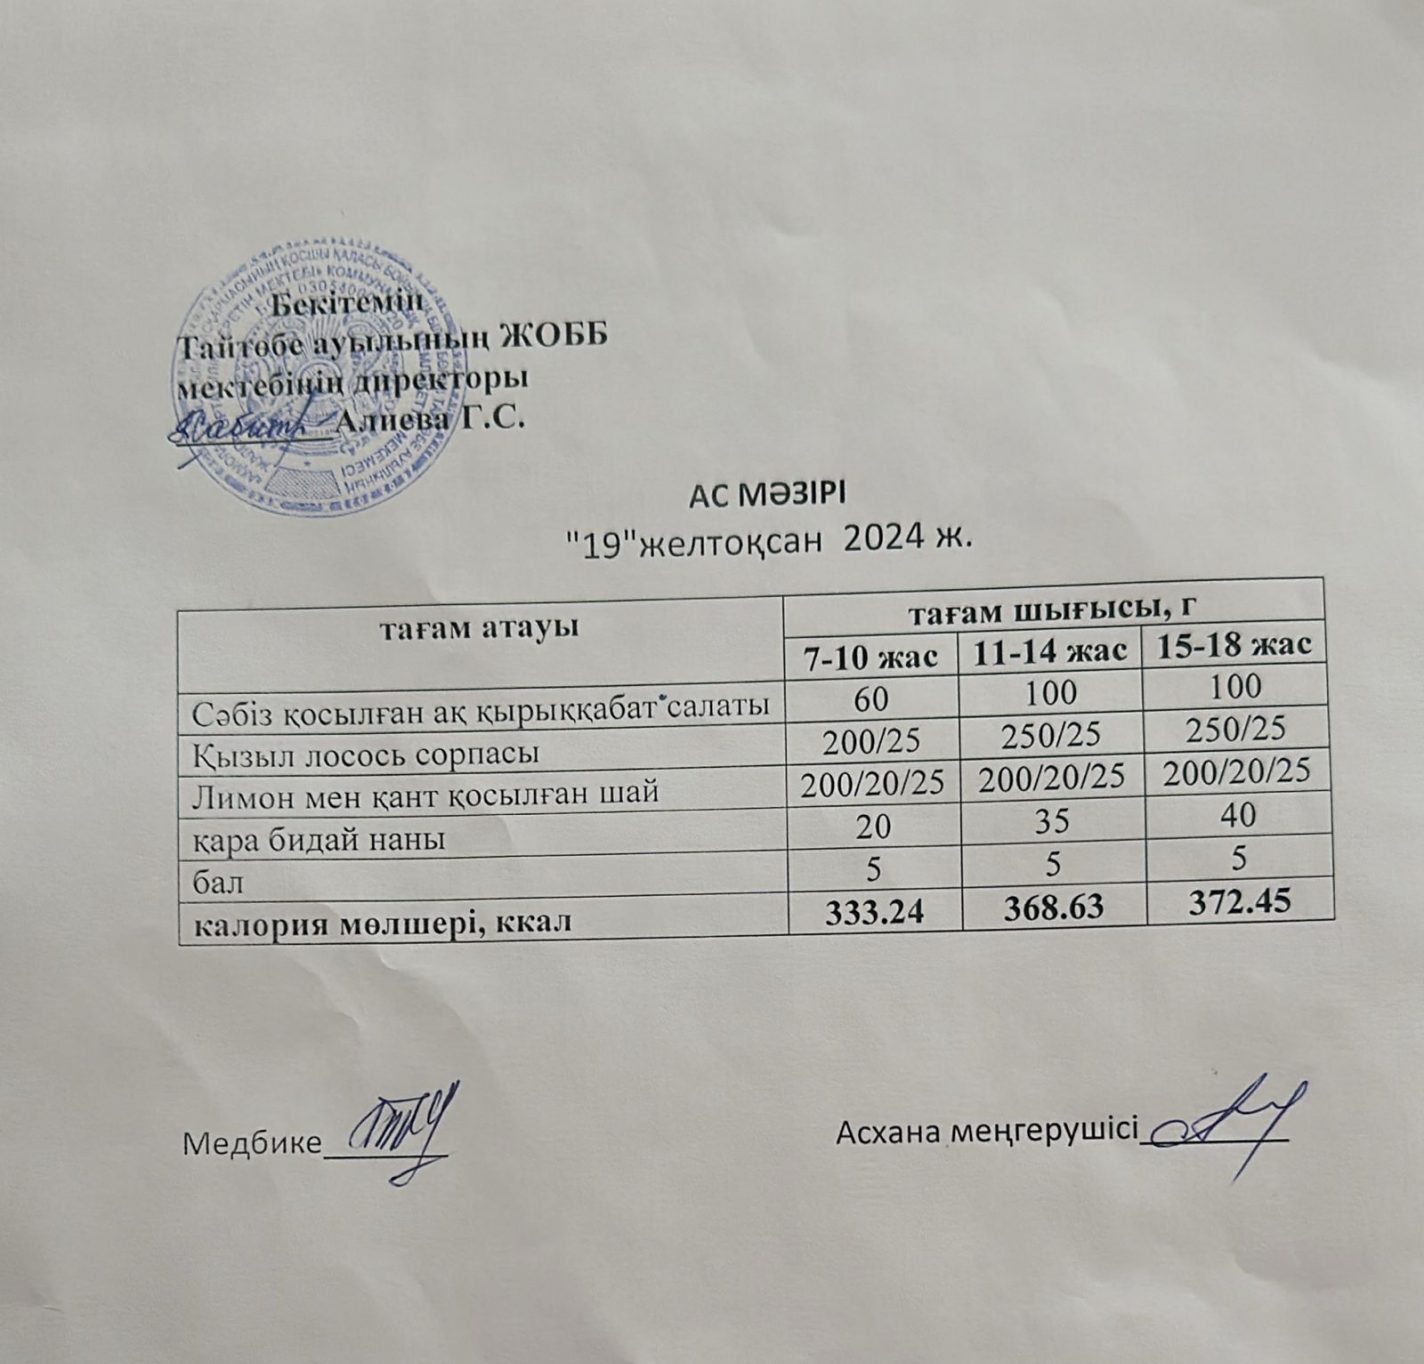 Бекітемін
Тайтөбе ауылының ЖОББ
мектебінің директоры
Алиева Г.С.
АС МӘЗІРІ
"19"желтоқсан 2024 ж.
тағам атауы тағам шығысы, г
7-10 жас 11-14 жас 15-18 жас
Сәбіз қосылған ақ қырыққабат салаты 60 100 100
Қызыл лосось сорпасы 200/25 250/25 250/25
Лимон мен қант қосылған шай 200/20/25 200/20/25 200/20/25
қара бидай наны 20 35 40
бал 5 5 5
калория мөлшері, ккал 333.24 368.63 372.45
Медбике
Асхана меңгерушісі